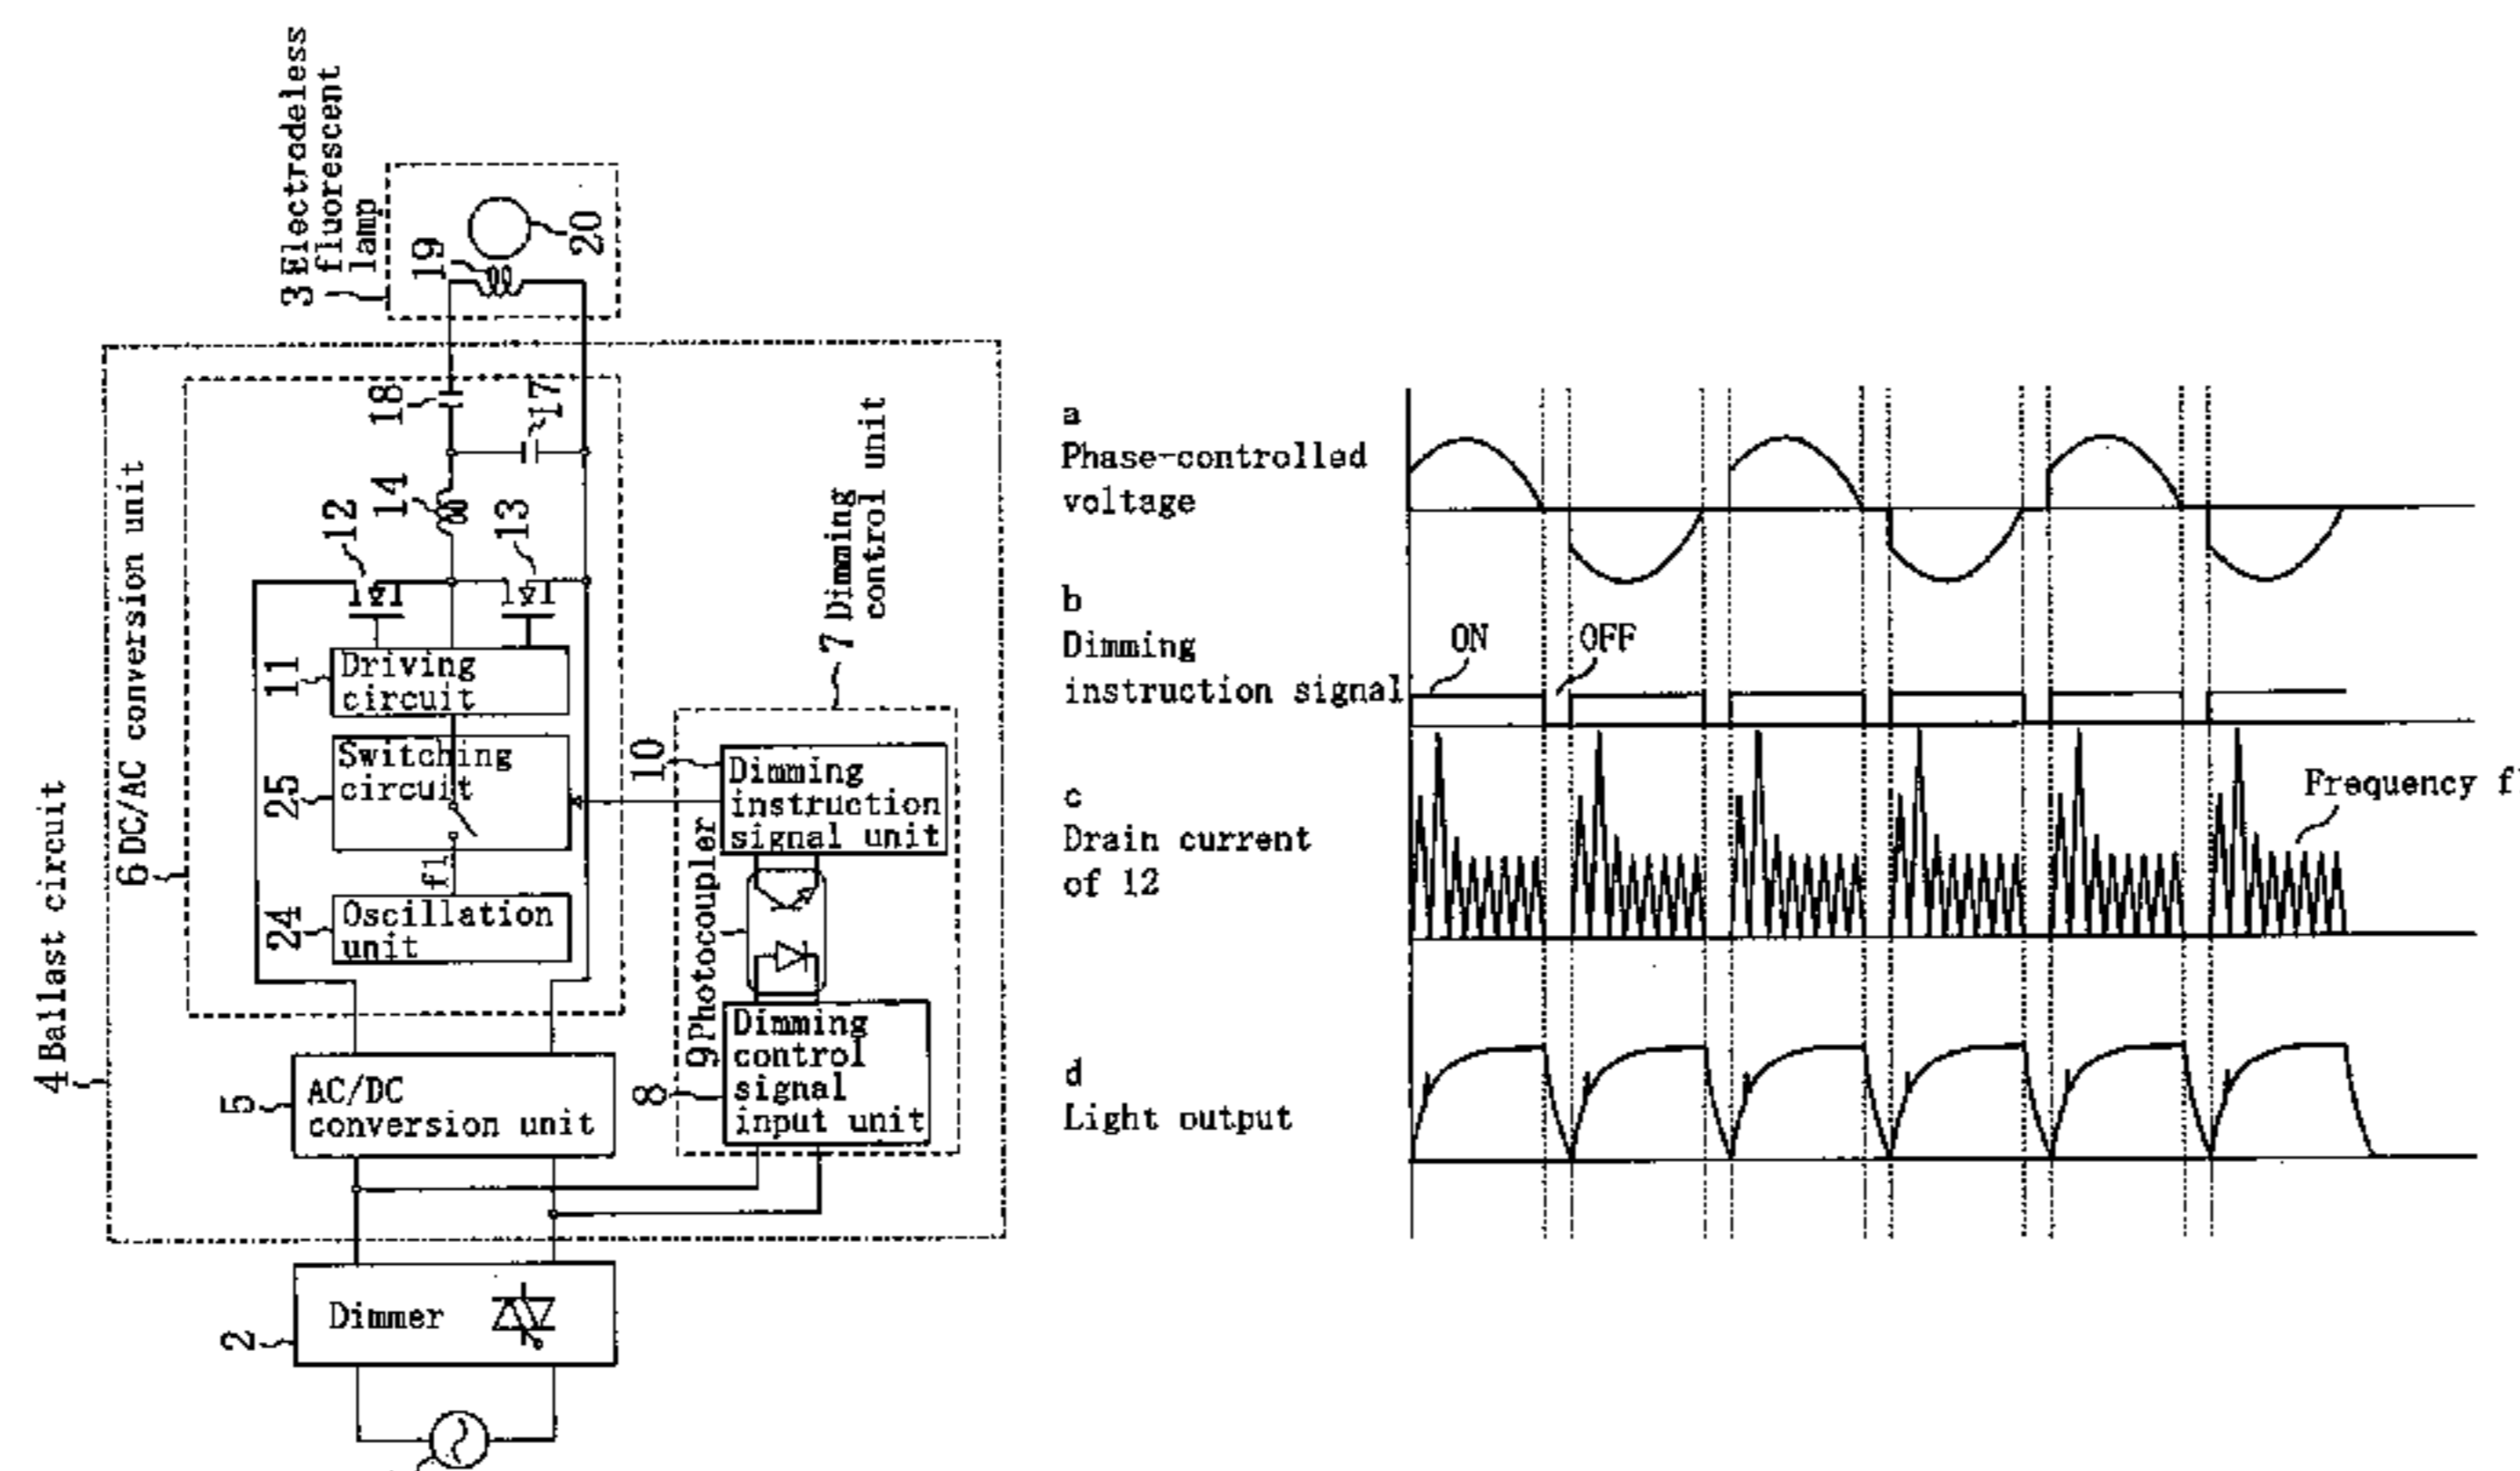 3 Electrodeless
fluorescent
lamp
19
20
6 DC/AC conversion unit
18
17
14
12
13
11
Driving
circuit
25
Switching
circuit
f1
24
Oscillation
unit
4 Ballast circuit
7 Dimming
control unit
10
Dimming
instruction
signal unit
9 Photocoupler
8
Dimming
control
signal
input unit
5
AC/DC
conversion unit
2
Dimmer
a
Phase-controlled
voltage
b
Dimming
instruction signal
ON
OFF
c
Drain current
of 12
Frequency f
d
Light output